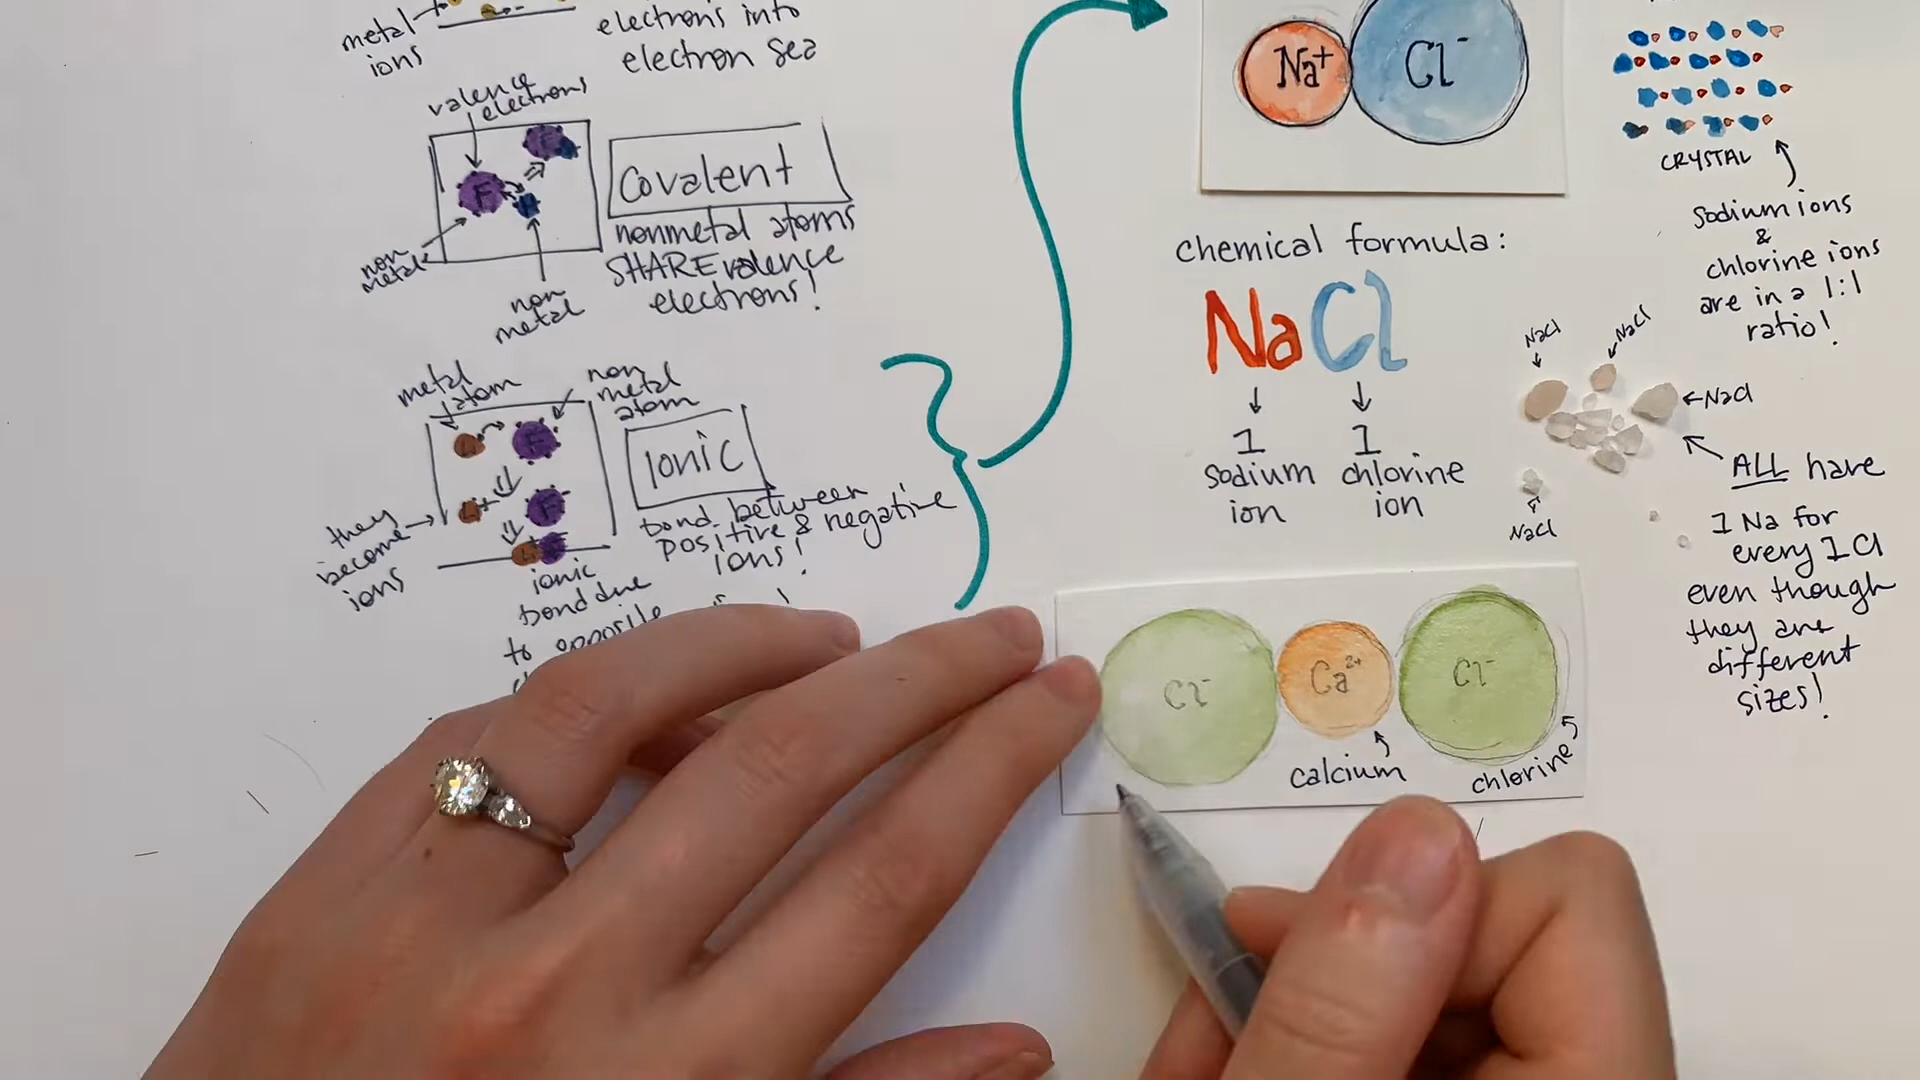 metal
ions
electrons into
electron sea
valence
electrons
F
F
non
metal
non
metal
Covalent
nonmetal atoms
SHARE valence
electrons!
metal
atom
non
metal
atom
Li
F
Li+
F
they
become
ions
Ionic
bond between
positive & negative
ions!
ionic
bond due
to opposite
Na+
Cl-
CRYSTAL
sodium ions
&
chlorine ions
are in a 1:1
ratio!
chemical formula:
NaCl
1
sodium
ion
1
chlorine
ion
NaCl
NaCl
NaCl
NaCl
ALL have
1 Na for
every 1 Cl
even though
they are
different
sizes!
Cl-
Ca2+
Cl-
calcium
chlorine